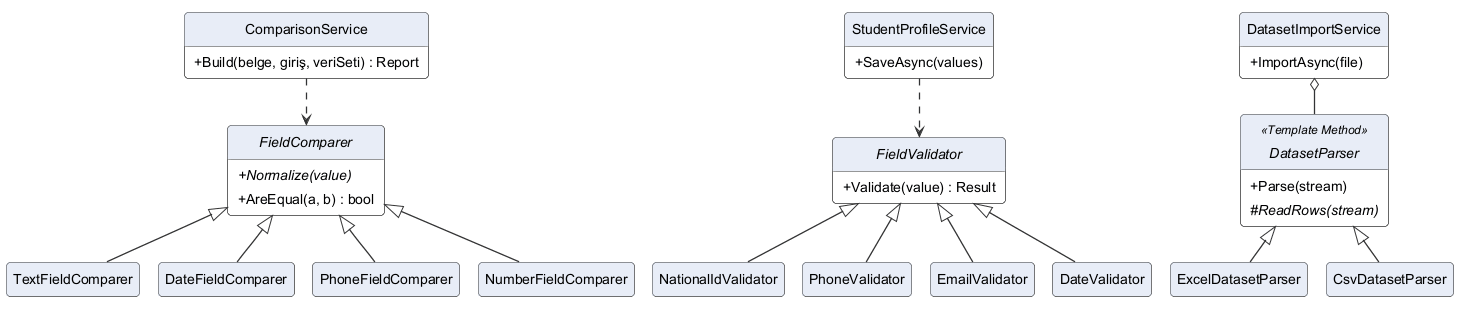 ComparisonService
+Build(belge, giriş, veriSeti) : Report
FieldComparer
+Normalize(value)
+AreEqual(a, b) : bool
TextFieldComparer
DateFieldComparer
PhoneFieldComparer
NumberFieldComparer
StudentProfileService
+SaveAsync(values)
FieldValidator
+Validate(value) : Result
NationalIdValidator
PhoneValidator
EmailValidator
DateValidator
DatasetImportService
+ImportAsync(file)
«Template Method»
DatasetParser
+Parse(stream)
#ReadRows(stream)
ExcelDatasetParser
CsvDatasetParser